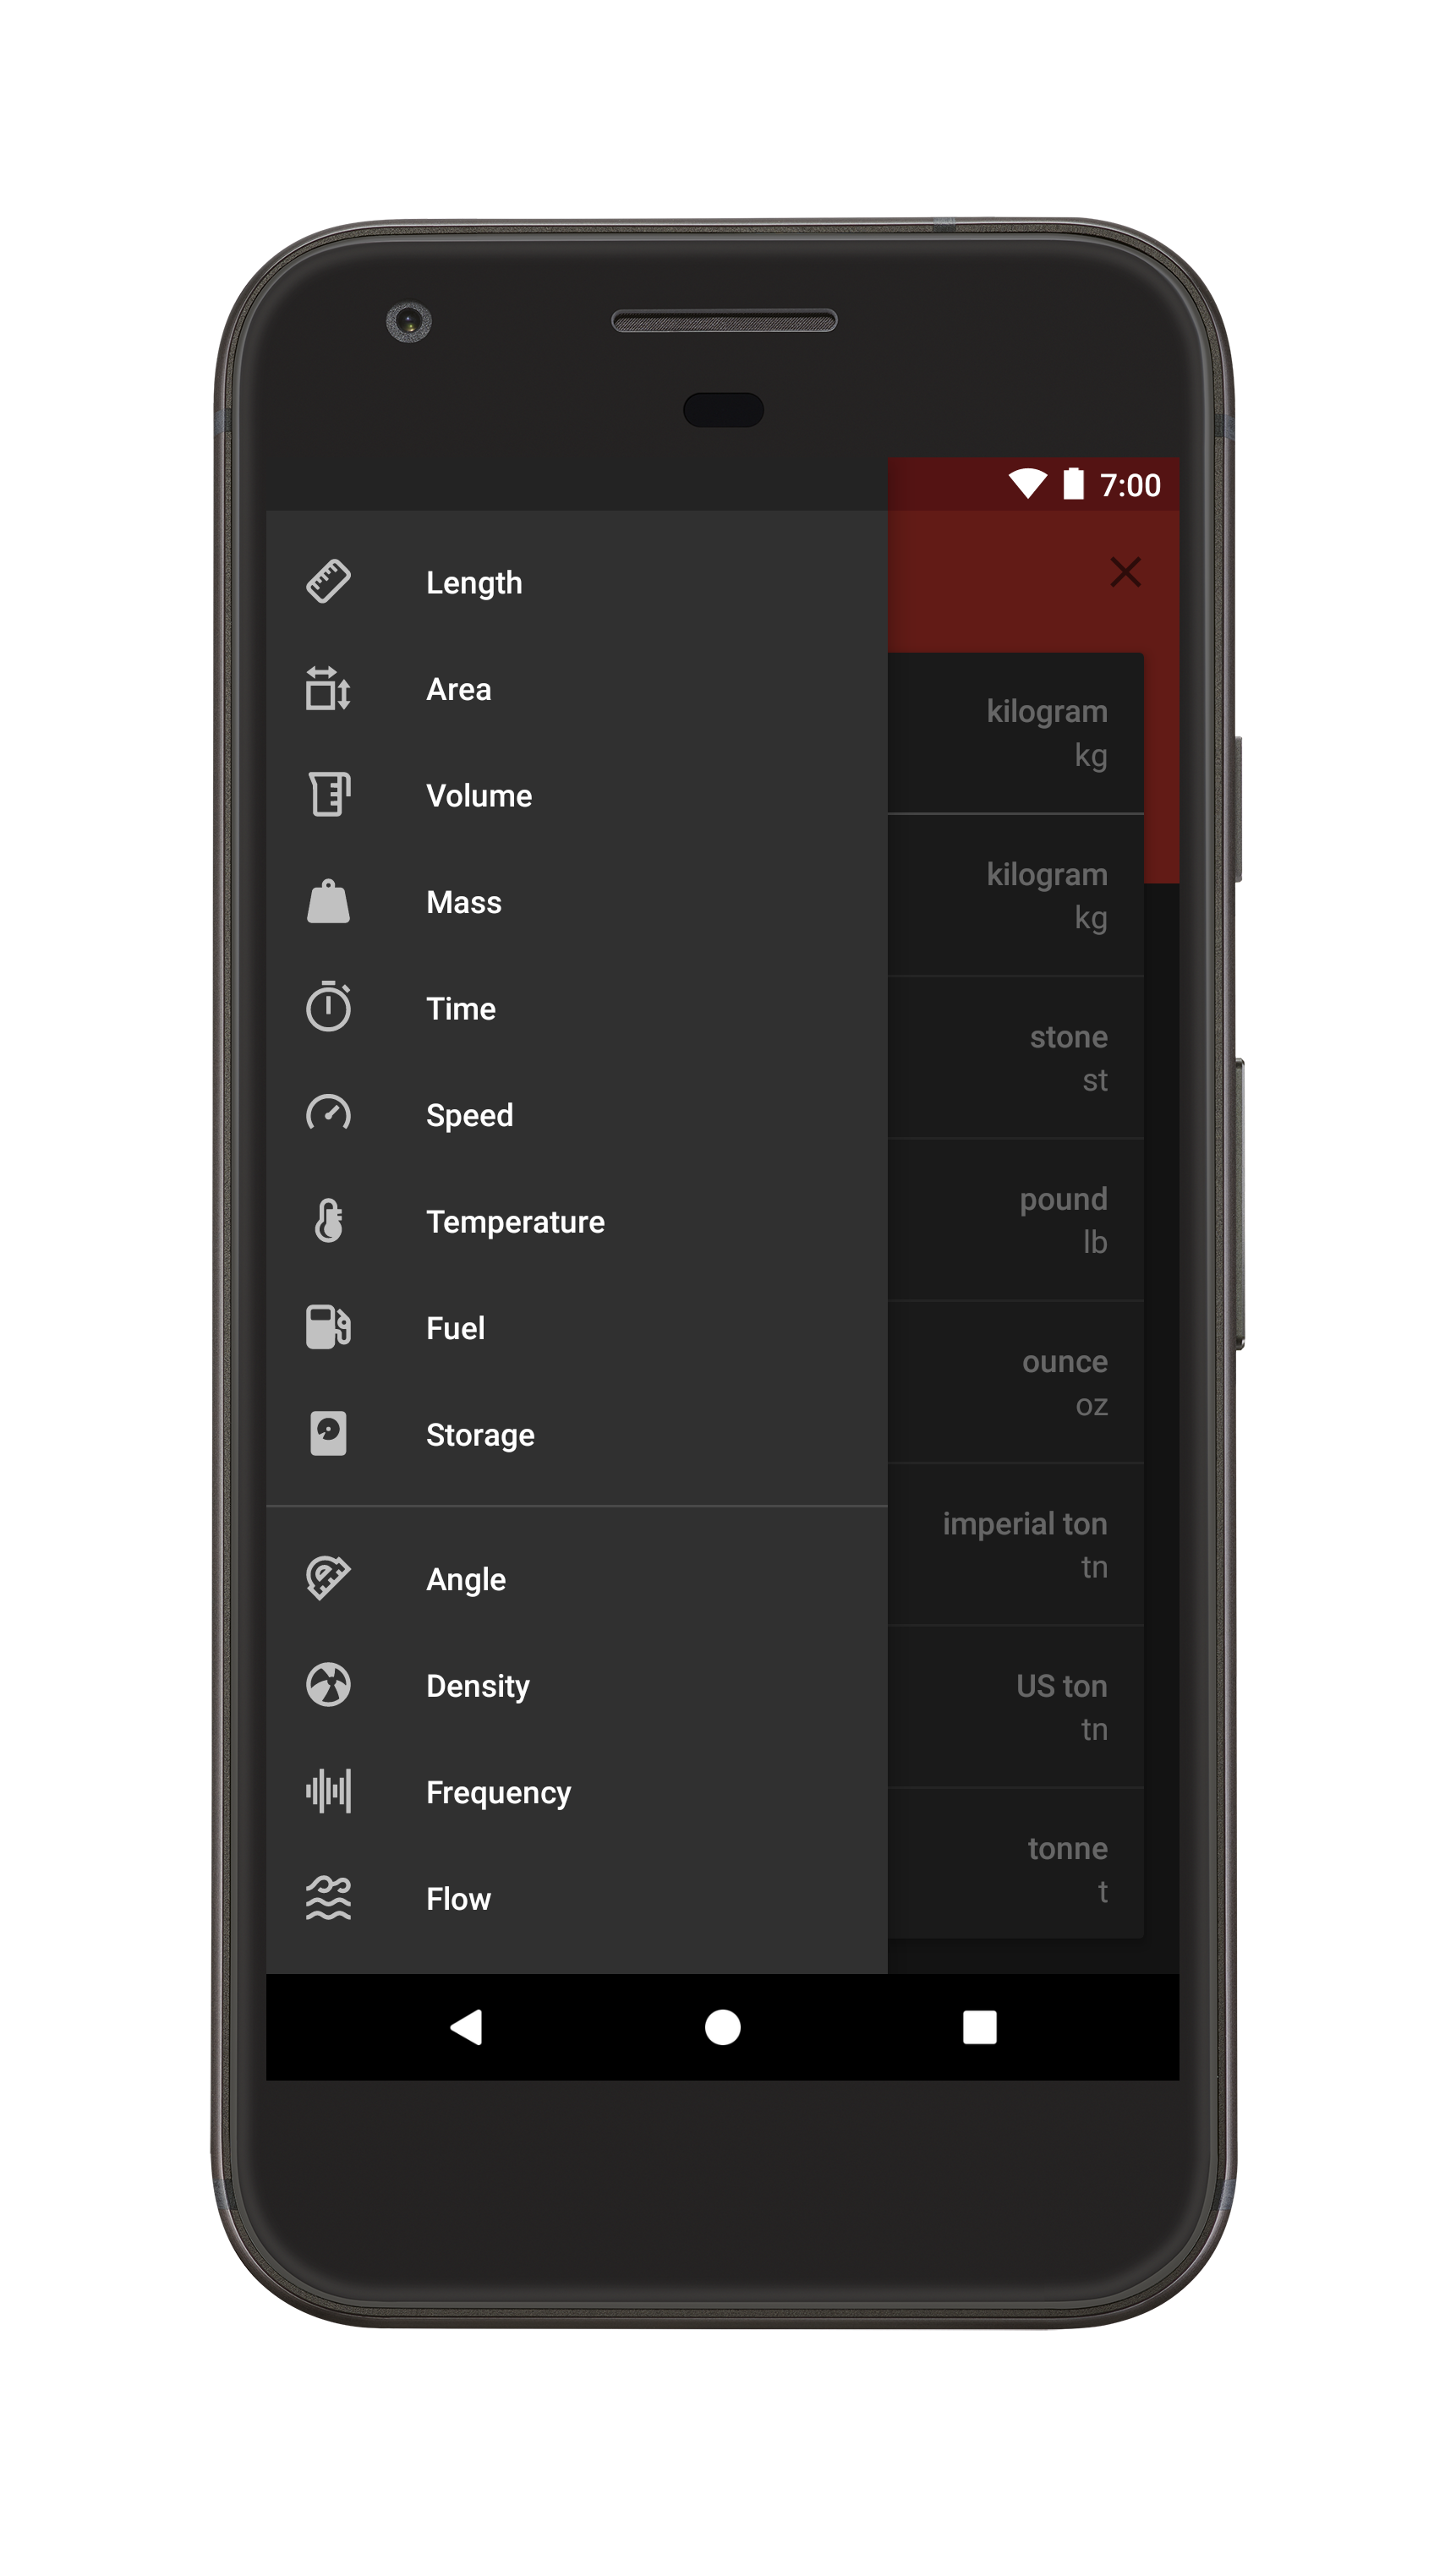 7:00
Length
Area
Volume
Mass
Time
Speed
Temperature
Fuel
Storage
Angle
Density
Frequency
Flow
kilogram
kg
kilogram
kg
stone
st
pound
lb
ounce
oz
imperial ton
tn
US ton
tn
tonne
t